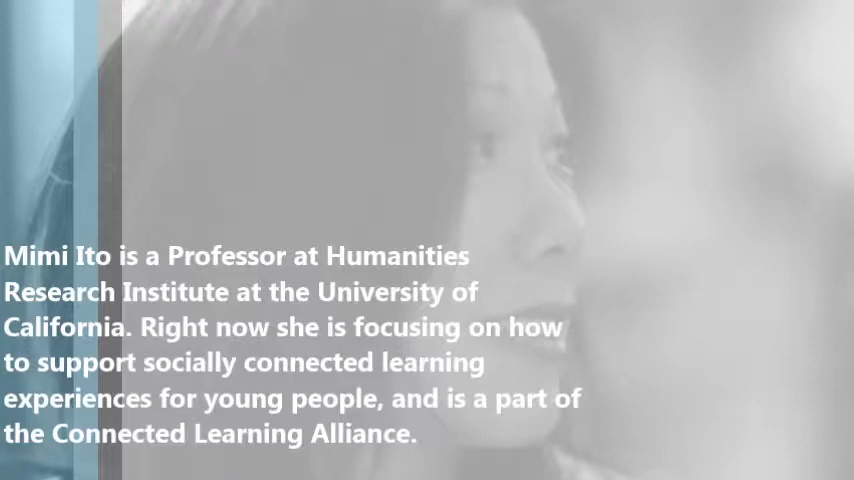 Mimi Ito is a Professor at Humanities
Research Institute at the University of
California. Right now she is focusing on how
to support socially connected learning
experiences for young people, and is a part of
the Connected Learning Alliance.